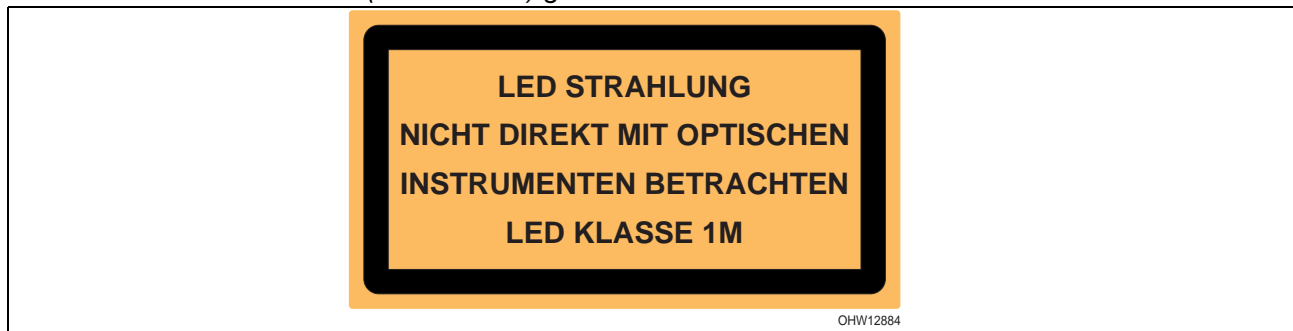 LED STRAHLUNG
NICHT DIREKT MIT OPTISCHEN
INSTRUMENTEN BETRACHTEN
LED KLASSE 1M
OHW12884